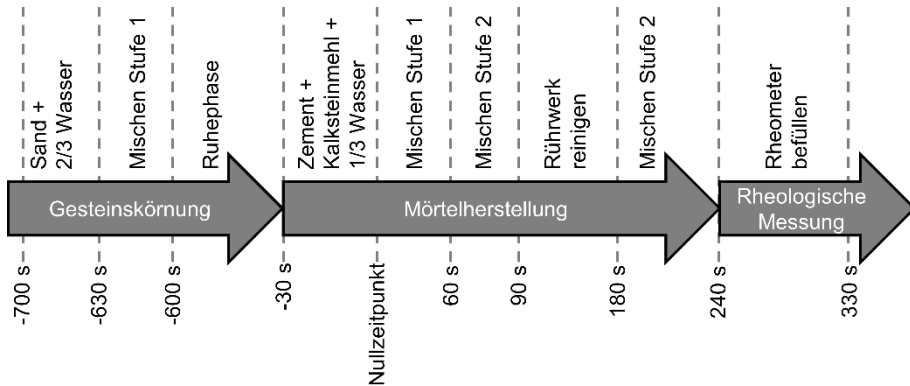 Sand +
2/3 Wasser
Mischen Stufe 1
Ruhephase
Zement +
Kalksteinmehl +
1/3 Wasser
Mischen Stufe 1
Mischen Stufe 2
Rührwerk
reinigen
Mischen Stufe 2
Rheometer
befüllen
Gesteinskörnung
Mörtelherstellung
Rheologische
Messung
-700 s
-630 s
-600 s
-30 s
Nullzeitpunkt
60 s
90 s
180 s
240 s
330 s